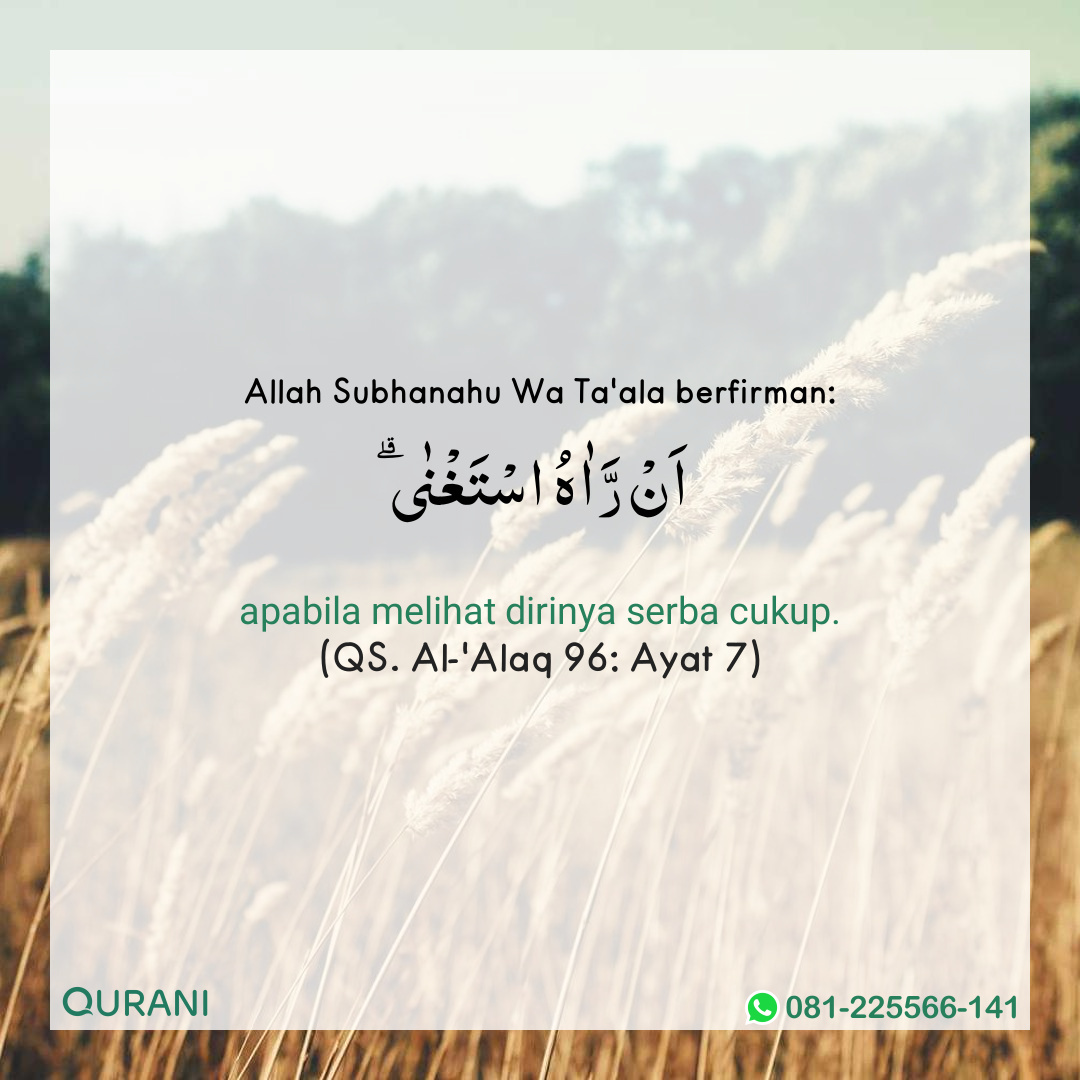 Allah Subhanahu Wa Ta'ala berfirman:
اَنْ رَّاٰهُ اسْتَغْنٰىۗ
apabila melihat dirinya serba cukup.
(QS. Al-'Alaq 96: Ayat 7)
QURANI
081-225566-141